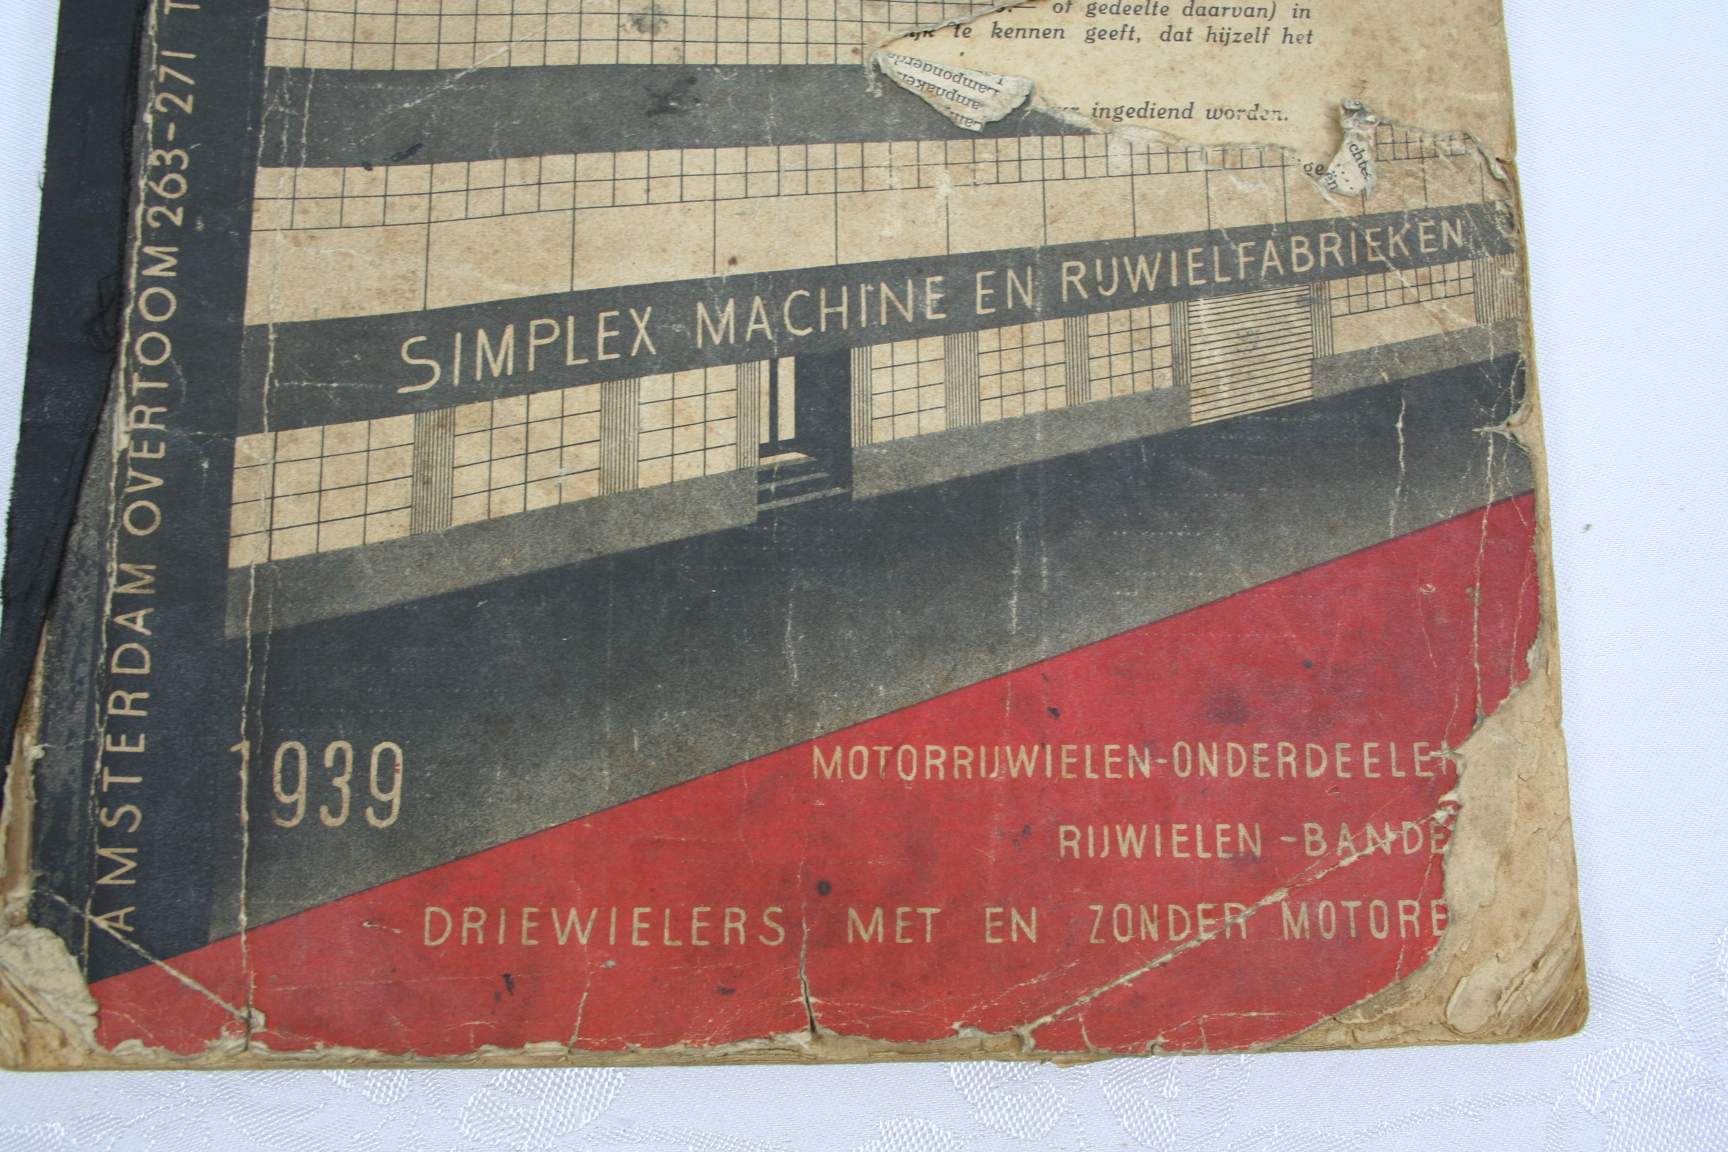 of gedeelte daarvan) in
te kennen geeft, dat hijzelf het
ingediend worden.
Lamponderde
SIMPLEX MACHINE EN RIJWIELFABRIEKEN
AMSTERDAM OVERTOOM 263-271 T
1939
MOTORRIJWIELEN-ONDERDEELE
RIJWIELEN-BANDE
DRIEWIELERS MET EN ZONDER MOTORE